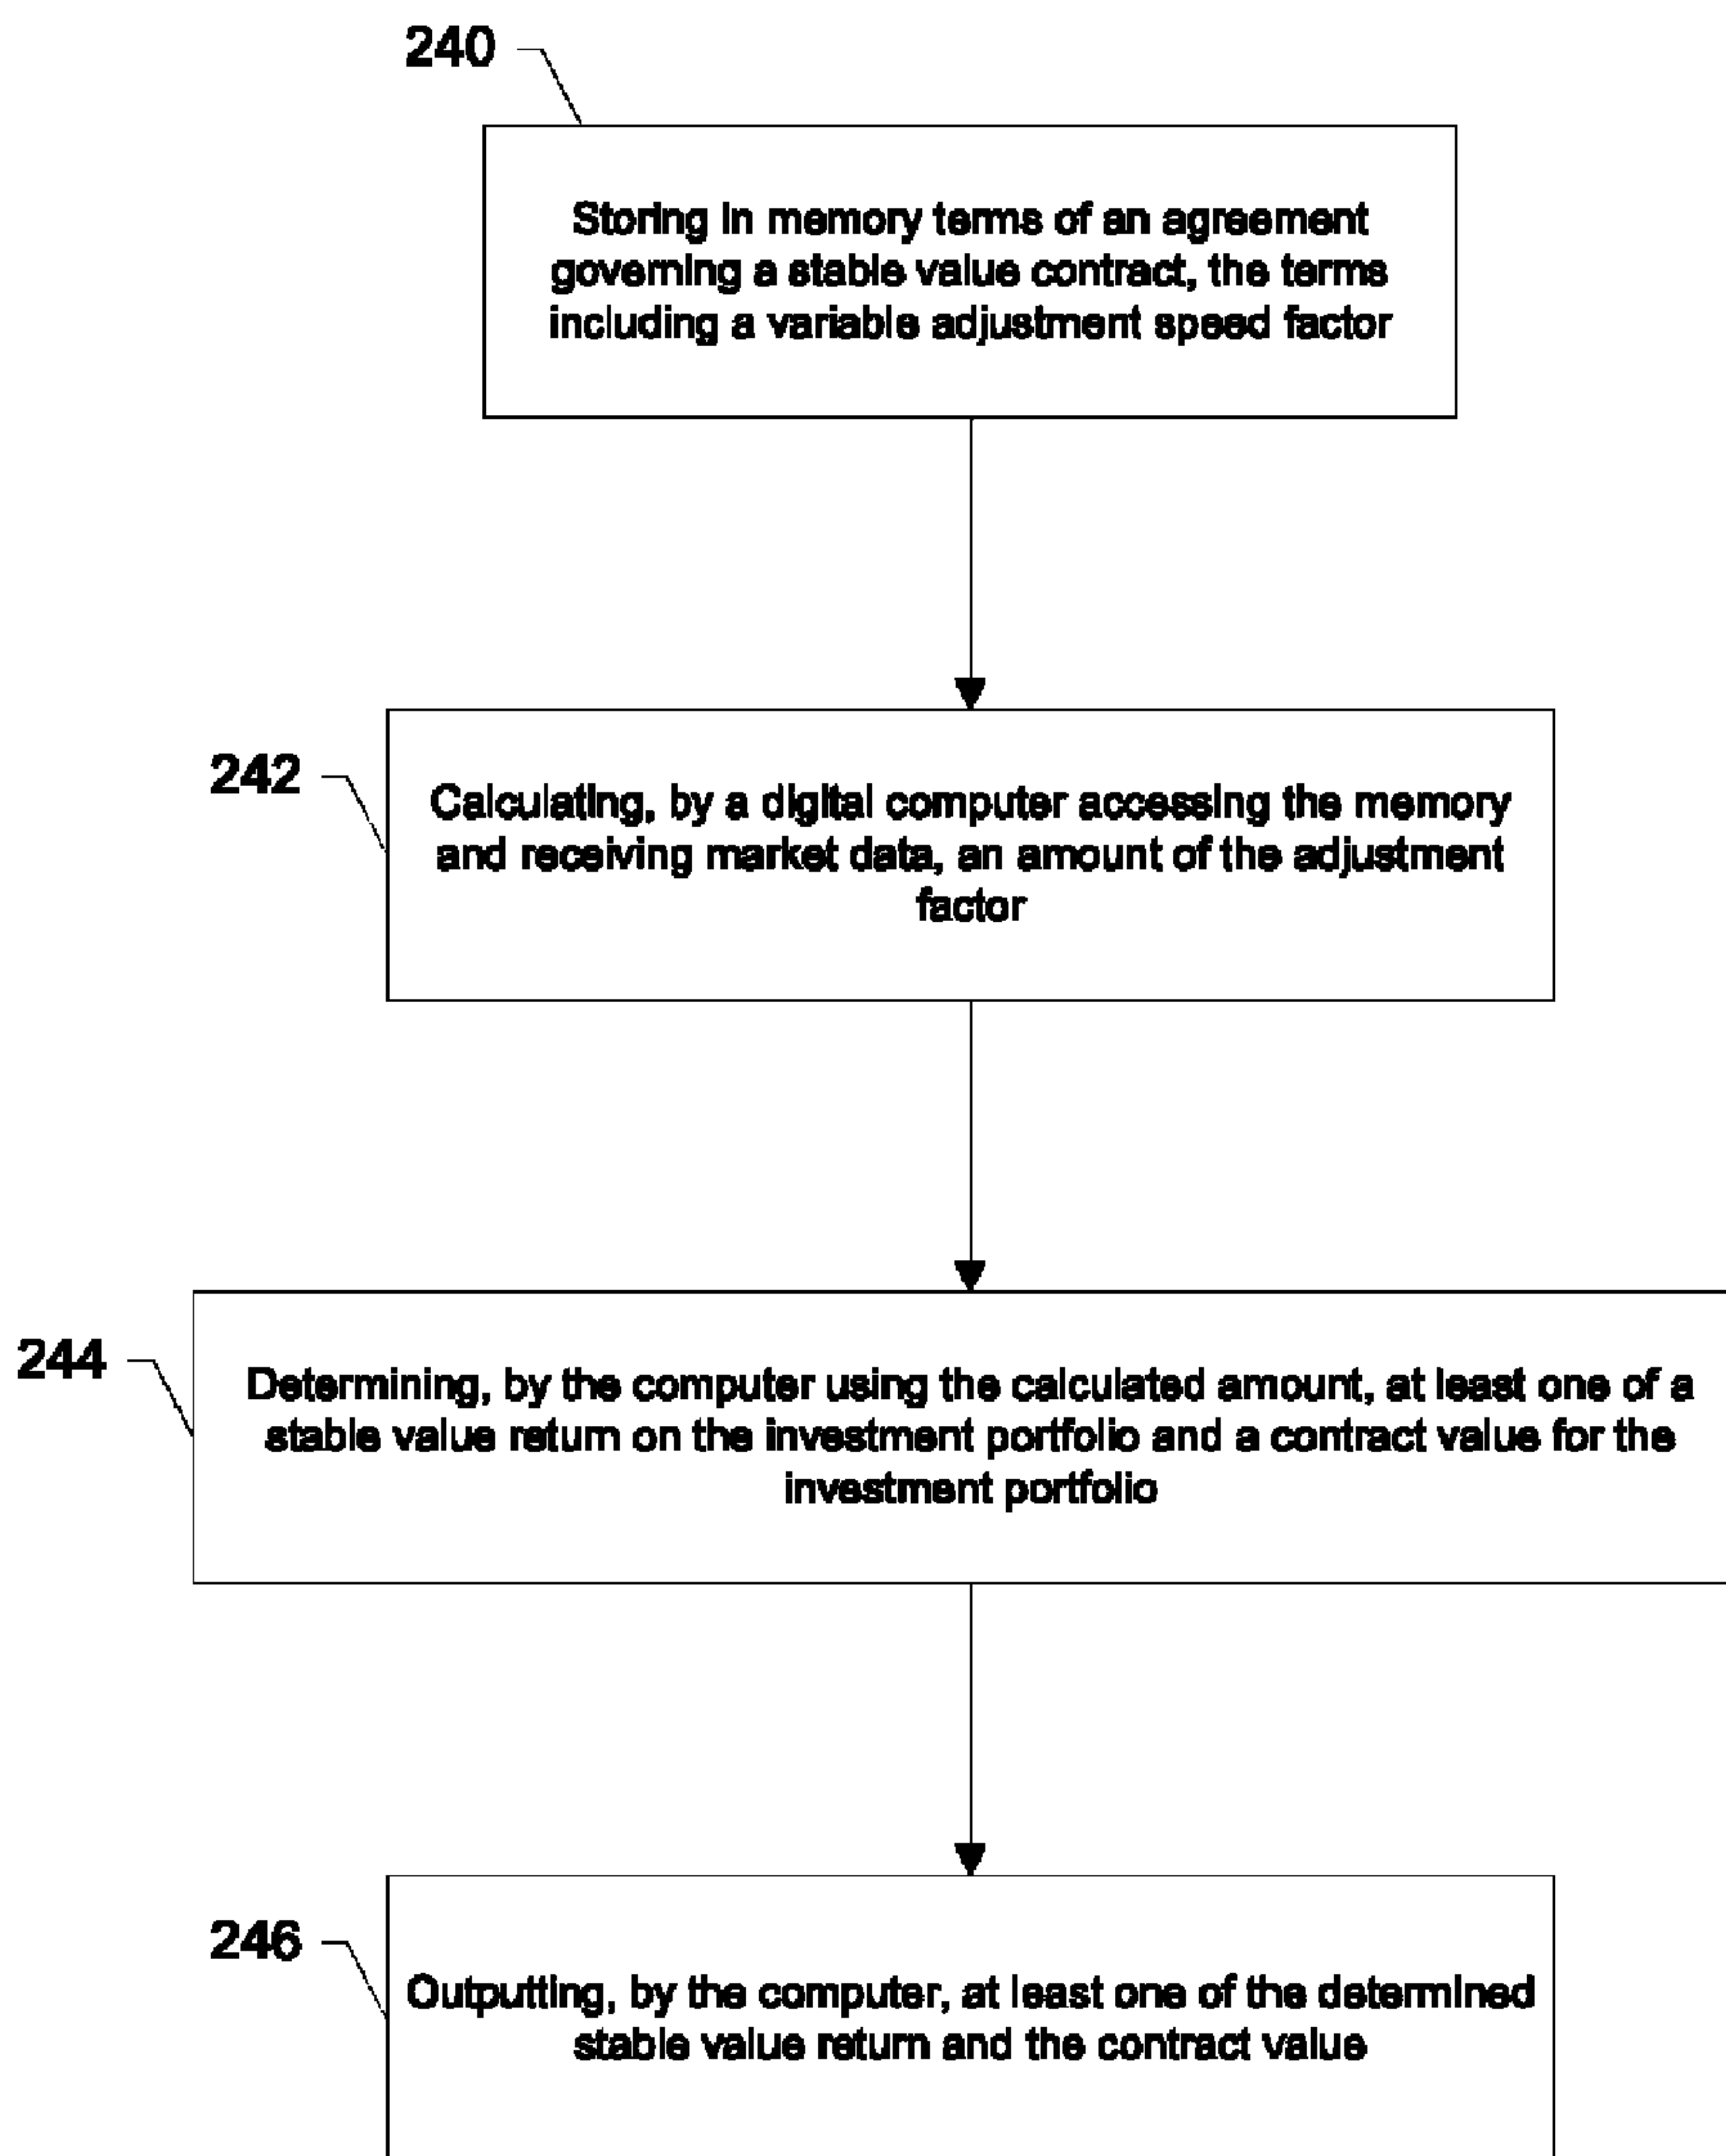 240
Storing in memory terms of an agreement
governing a stable value contract, the terms
including a variable adjustment speed factor
242
Calculating, by a digital computer accessing the memory
and receiving market data, an amount of the adjustment
factor
244
Determining, by the computer using the calculated amount, at least one of a
stable value return on the investment portfolio and a contract value for the
investment portfolio
246
Outputting, by the computer, at least one of the determined
stable value return and the contract value